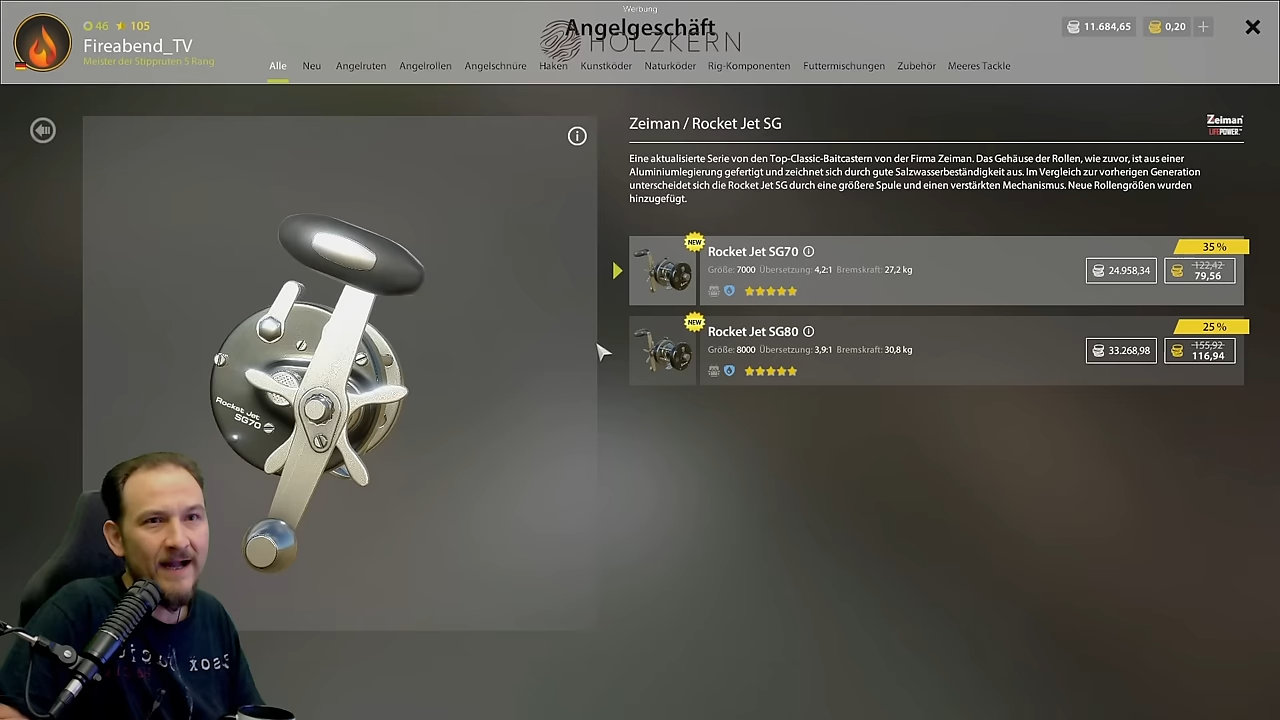 Werbung
46 105
Fireabend_TV
Meister der Stippruten 5 Rang
Angelgeschäft
HOLZKERN
11.684,65
0,20 +
Alle Neu Angelruten Angelrollen Angelschnüre Haken Kunstköder Naturköder Rig-Komponenten Futtermischungen Zubehör Meeres Tackle
Zeiman / Rocket Jet SG
Zeiman
LIFEPOWER
Eine aktualisierte Serie von den Top-Classic-Baitcastern von der Firma Zeiman. Das Gehäuse der Rollen, wie zuvor, ist aus einer
Aluminiumlegierung gefertigt und zeichnet sich durch gute Salzwasserbeständigkeit aus. Im Vergleich zur vorherigen Generation
unterscheidet sich die Rocket Jet SG durch eine größere Spule und einen verstärkten Mechanismus. Neue Rollengrößen wurden
hinzugefügt.
NEW
Rocket Jet SG70
Größe: 7000 Übersetzung: 4,2:1 Bremskraft: 27,2 kg
24.958,34
35 %
122,42
79,56
NEW
Rocket Jet SG80
Größe: 8000 Übersetzung: 3,9:1 Bremskraft: 30,8 kg
33.268,98
25 %
155,92
116,94
Rocket Jet
SG70